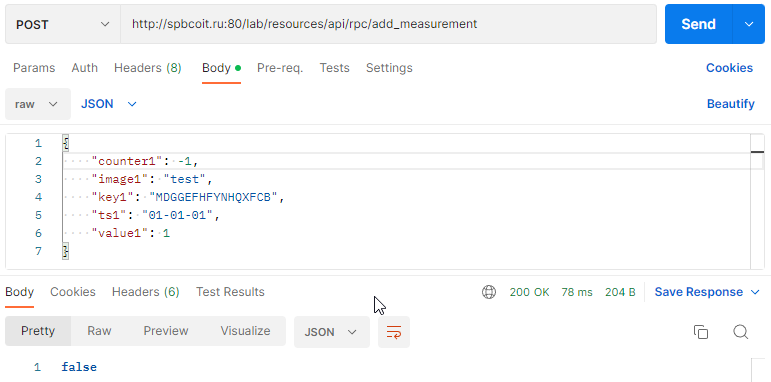 POST http://spbcoit.ru:80/lab/resources/api/rpc/add_measurement Send
Params Auth Headers (8) Body Pre-req. Tests Settings Cookies
raw JSON Beautify
1 {
2 "counter1": -1,
3 "image1": "test",
4 "key1": "MDGGEFHFYNHQXFCB",
5 "ts1": "01-01-01",
6 "value1": 1
7 }
Body Cookies Headers (6) Test Results 200 OK 78 ms 204 B Save Response
Pretty Raw Preview Visualize JSON
1 false